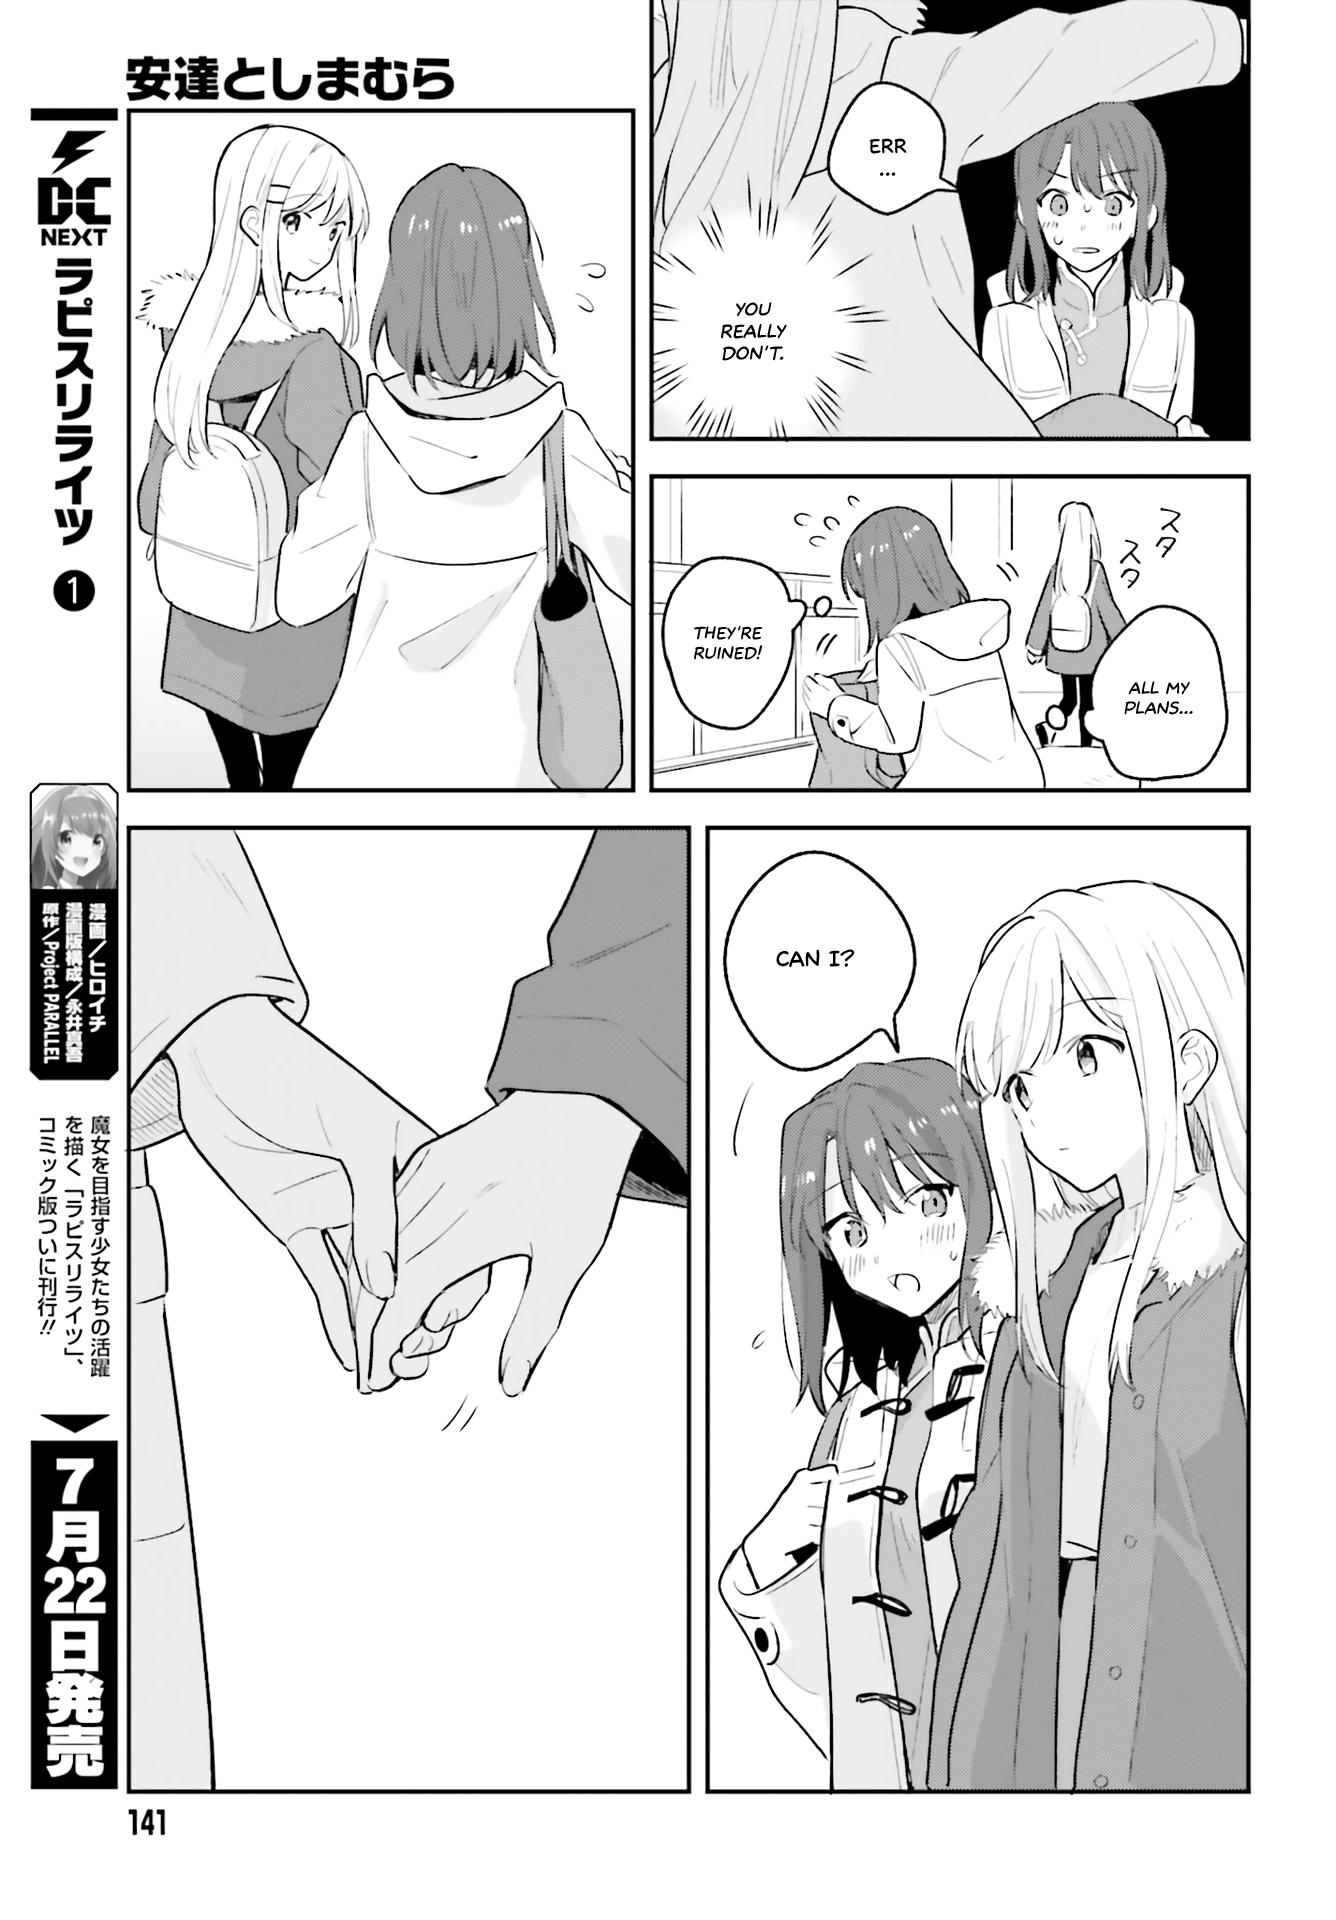 安達としまむら
ERR
...
YOU
REALLY
DON'T.
スタ
スタ
THEY'RE
RUINED!
ALL MY
PLANS...
CAN I?
DC
NEXT
ラピスリライツ
1
漫画/ヒロイチ
漫画版構成/永井真吾
原作/Project PARALLEL
魔女を目指す少女たちの活躍
を描く「ラピスリライツ」、
コミック版ついに刊行!!
7月22日発売
141